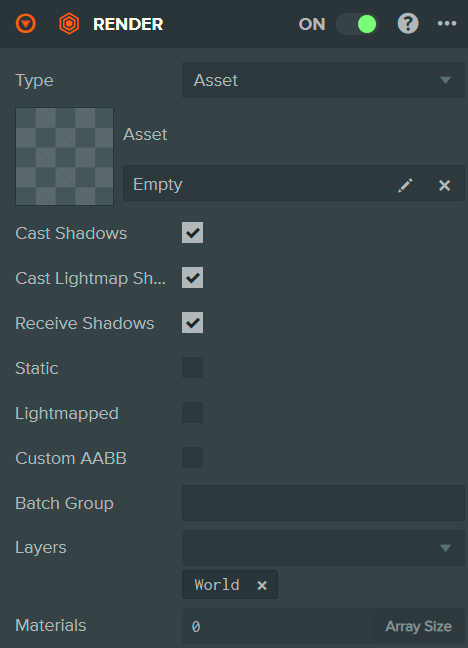 RENDER ON ?
Type Asset
Asset
Empty
Cast Shadows
Cast Lightmap Sh...
Receive Shadows
Static
Lightmapped
Custom AABB
Batch Group
Layers
World
Materials 0 Array Size